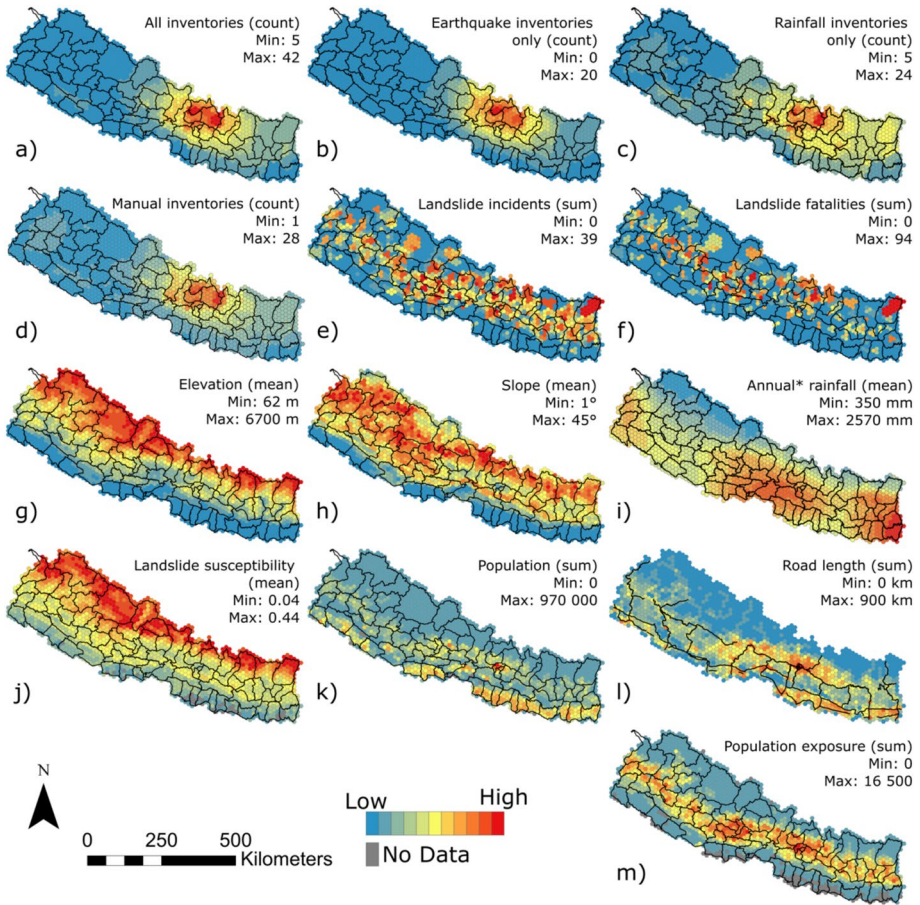 All inventories (count)
Min: 5
Max: 42
a)
Earthquake inventories
only (count)
Min: 0
Max: 20
b)
Rainfall inventories
only (count)
Min: 5
Max: 24
c)
Manual inventories (count)
Min: 1
Max: 28
d)
Landslide incidents (sum)
Min: 0
Max: 39
e)
Landslide fatalities (sum)
Min: 0
Max: 94
f)
Elevation (mean)
Min: 62 m
Max: 6700 m
g)
Slope (mean)
Min: 1°
Max: 45°
h)
Annual* rainfall (mean)
Min: 350 mm
Max: 2570 mm
i)
Landslide susceptibility
(mean)
Min: 0.04
Max: 0.44
j)
Population (sum)
Min: 0
Max: 970 000
k)
Road length (sum)
Min: 0 km
Max: 900 km
l)
Population exposure (sum)
Min: 0
Max: 16 500
m)
N
0 250 500
Kilometers
Low High
No Data